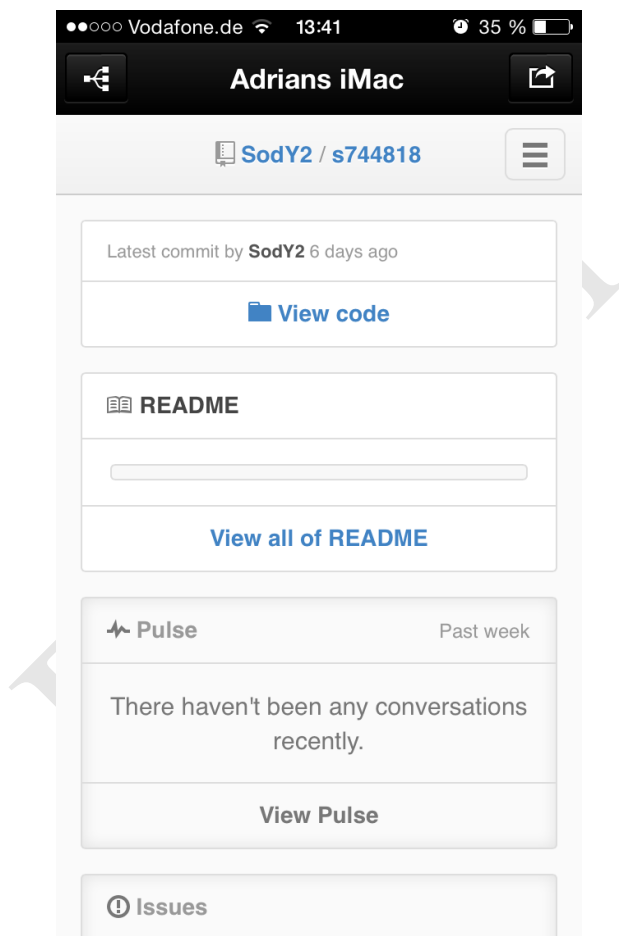 Vodafone.de 13:41 35 %
Adrians iMac
SodY2 / s744818
Latest commit by SodY2 6 days ago
View code
README
View all of README
Pulse Past week
There haven't been any conversations
recently.
View Pulse
Issues